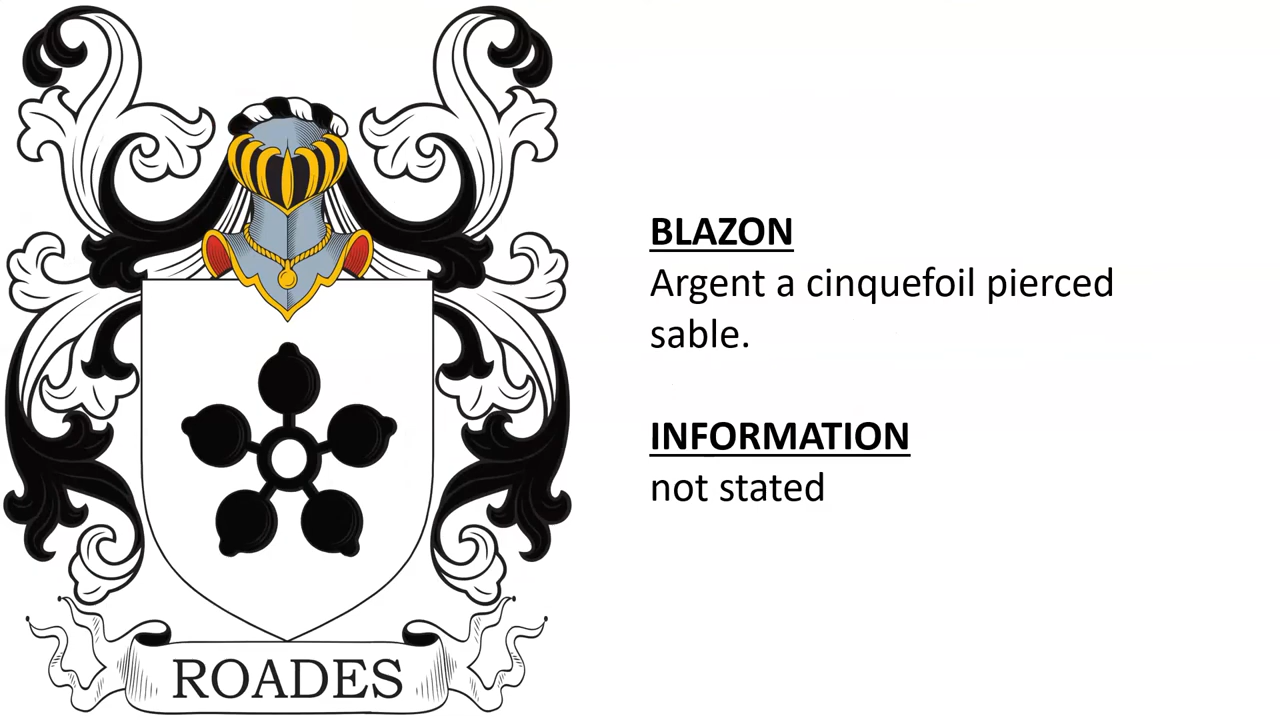 BLAZON
Argent a cinquefoil pierced
sable.
INFORMATION
not stated
ROADES